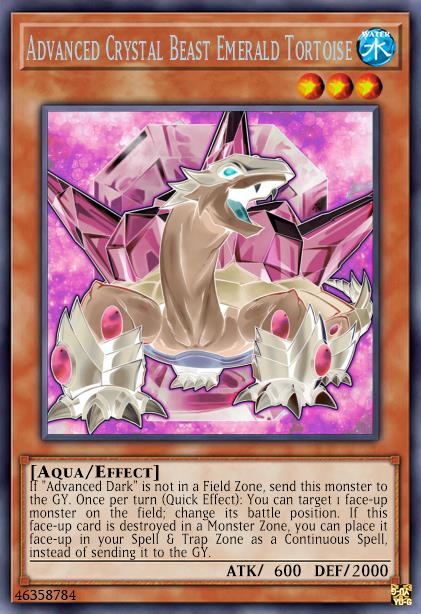 Advanced Crystal Beast Emerald Tortoise
WATER
水
[Aqua/Effect]
If "Advanced Dark" is not in a Field Zone, send this monster to
the GY. Once per turn (Quick Effect): You can target 1 face-up
monster on the field; change its battle position. If this
face-up card is destroyed in a Monster Zone, you can place it
face-up in your Spell & Trap Zone as a Continuous Spell,
instead of sending it to the GY.
ATK/ 600 DEF/2000
46358784